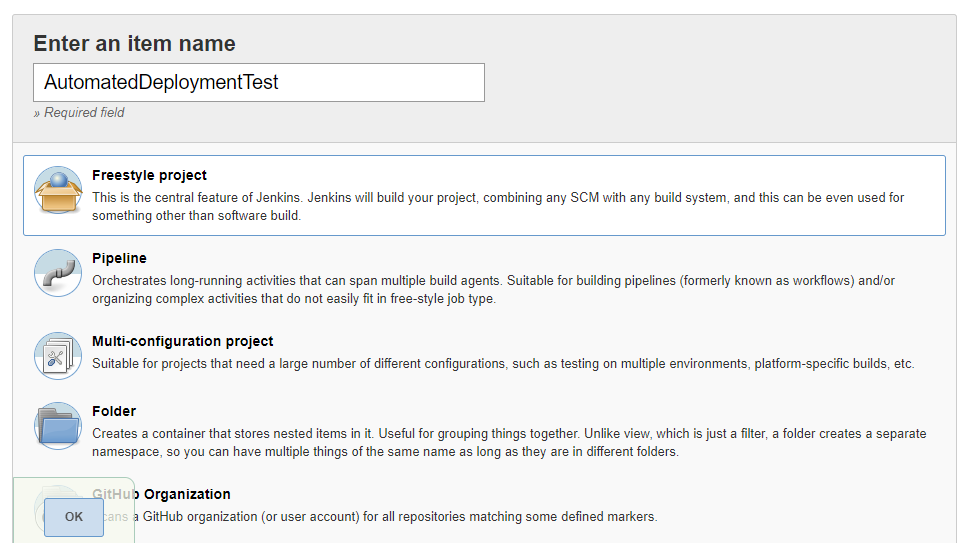 Enter an item name
AutomatedDeploymentTest
» Required field
Freestyle project
This is the central feature of Jenkins. Jenkins will build your project, combining any SCM with any build system, and this can be even used for
something other than software build.
Pipeline
Orchestrates long-running activities that can span multiple build agents. Suitable for building pipelines (formerly known as workflows) and/or
organizing complex activities that do not easily fit in free-style job type.
Multi-configuration project
Suitable for projects that need a large number of different configurations, such as testing on multiple environments, platform-specific builds, etc.
Folder
Creates a container that stores nested items in it. Useful for grouping things together. Unlike view, which is just a filter, a folder creates a separate
namespace, so you can have multiple things of the same name as long as they are in different folders.
GitHub Organization
OK
a GitHub organization (or user account) for all repositories matching some defined markers.